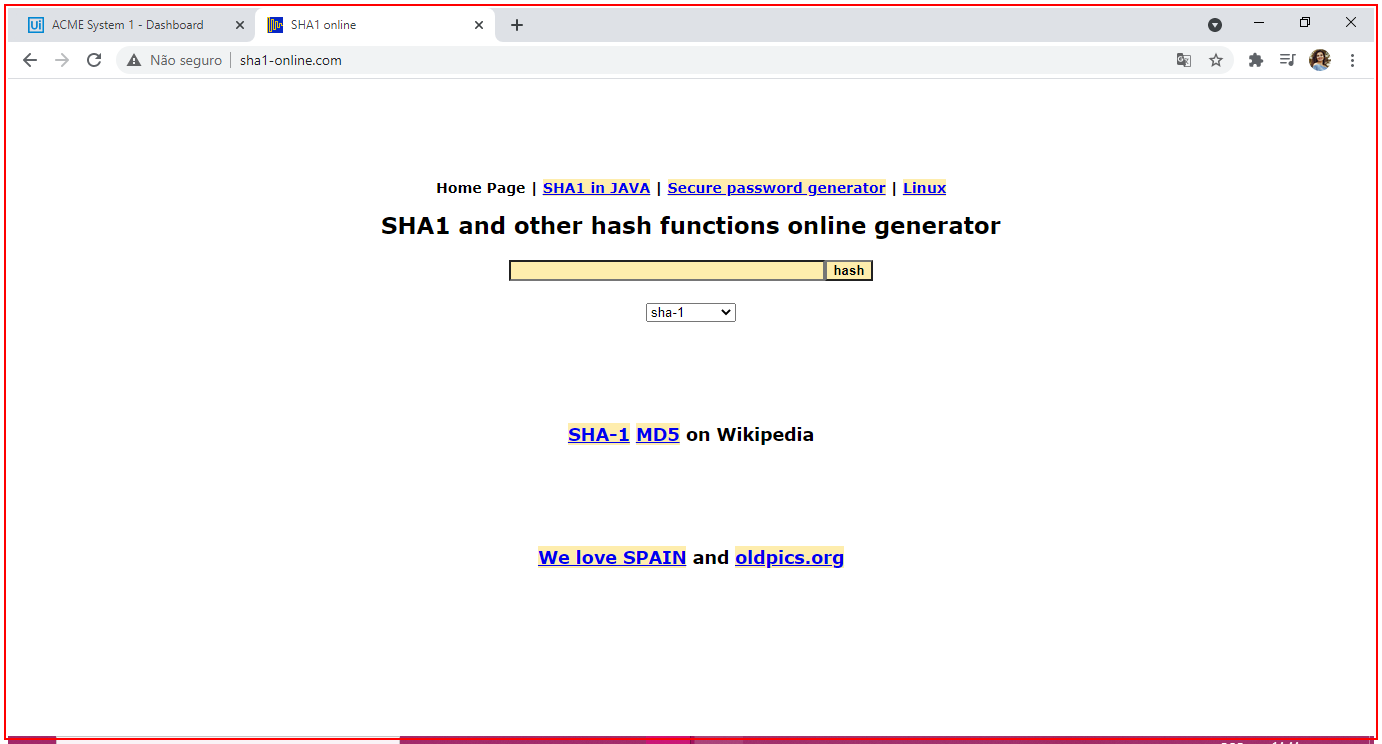 Ui ACME System 1 - Dashboard SHA1 online
Não seguro sha1-online.com
Home Page | SHA1 in JAVA | Secure password generator | Linux
SHA1 and other hash functions online generator
hash
sha-1
SHA-1 MD5 on Wikipedia
We love SPAIN and oldpics.org